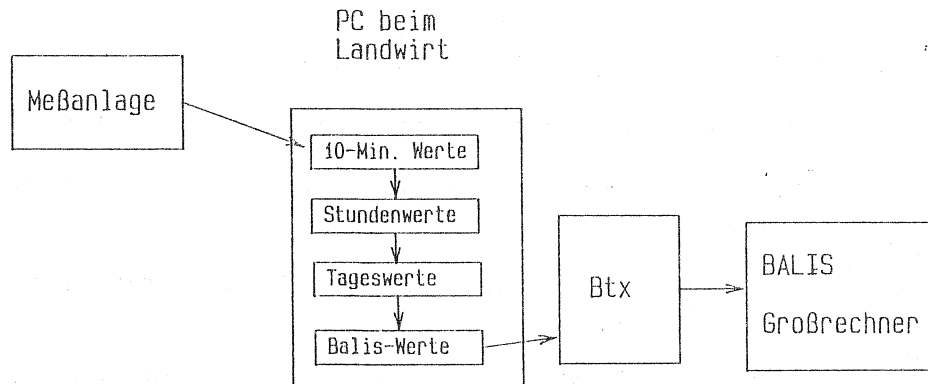 PC beim
Landwirt
Meßanlage
10-Min. Werte
Stundenwerte
Tageswerte
Balis-Werte
Btx
BALIS
Großrechner